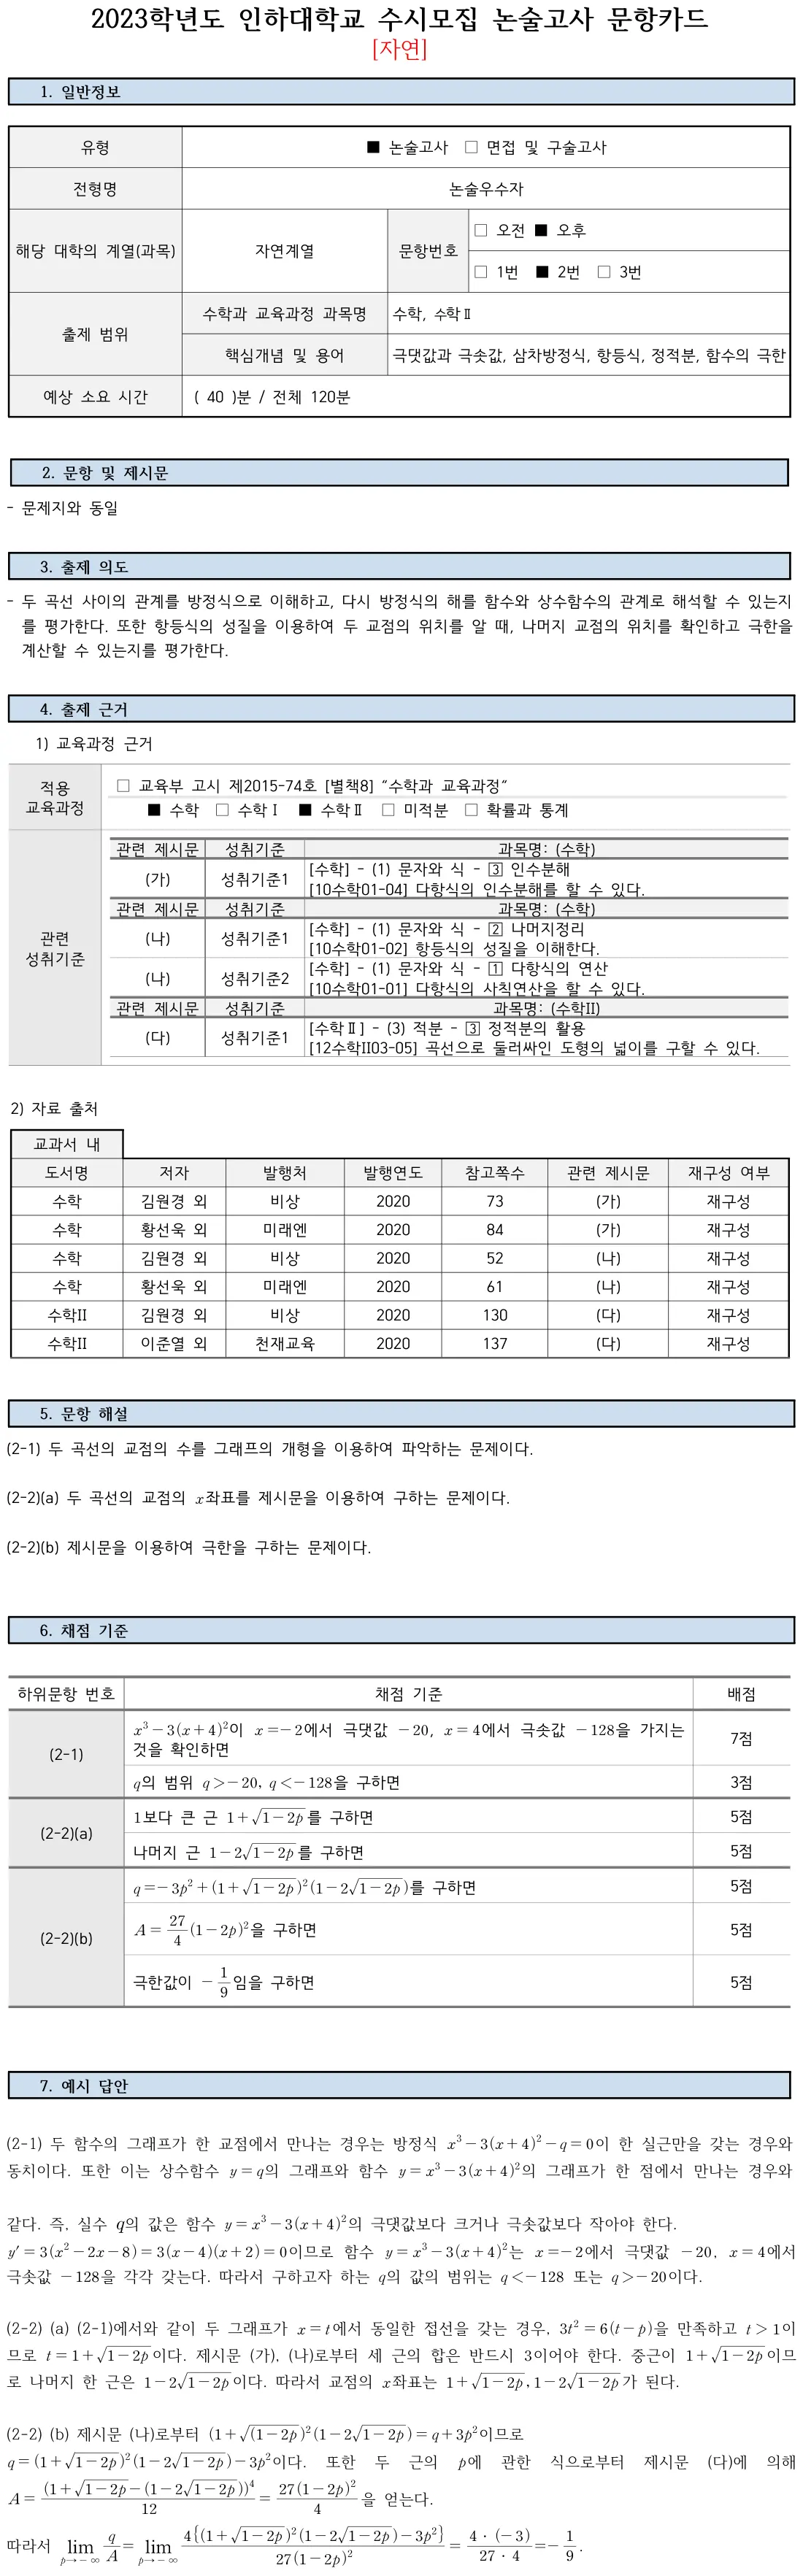 2023학년도 인하대학교 수시모집 논술고사 문항카드
[자연]
1. 일반정보
유형 ■ 논술고사 □ 면접 및 구술고사
전형명 논술우수자
해당 대학의 계열(과목) 자연계열 문항번호 □ 오전 ■ 오후
□ 1번 ■ 2번 □ 3번
출제 범위 수학과 교육과정 과목명 수학, 수학Ⅱ
핵심개념 및 용어 극댓값과 극솟값, 삼차방정식, 항등식, 정적분, 함수의 극한
예상 소요 시간 ( 40 )분 / 전체 120분
2. 문항 및 제시문
- 문제지와 동일
3. 출제 의도
- 두 곡선 사이의 관계를 방정식으로 이해하고, 다시 방정식의 해를 함수와 상수함수의 관계로 해석할 수 있는지
를 평가한다. 또한 항등식의 성질을 이용하여 두 교점의 위치를 알 때, 나머지 교점의 위치를 확인하고 극한을
계산할 수 있는지를 평가한다.
4. 출제 근거
1) 교육과정 근거
적용
교육과정
□ 교육부 고시 제2015-74호 [별책8] “수학과 교육과정”
■ 수학 □ 수학Ⅰ ■ 수학Ⅱ □ 미적분 □ 확률과 통계
관련
성취기준
관련 제시문 성취기준 과목명: (수학)
(가) 성취기준1 [수학] - (1) 문자와 식 - ③ 인수분해
[10수학01-04] 다항식의 인수분해를 할 수 있다.
관련 제시문 성취기준 과목명: (수학)
(나) 성취기준1 [수학] - (1) 문자와 식 - ② 나머지정리
[10수학01-02] 항등식의 성질을 이해한다.
(나) 성취기준2 [수학] - (1) 문자와 식 - ① 다항식의 연산
[10수학01-01] 다항식의 사칙연산을 할 수 있다.
관련 제시문 성취기준 과목명: (수학II)
(다) 성취기준1 [수학Ⅱ] - (3) 적분 - ③ 정적분의 활용
[12수학II03-05] 곡선으로 둘러싸인 도형의 넓이를 구할 수 있다.
2) 자료 출처
교과서 내
도서명 저자 발행처 발행연도 참고쪽수 관련 제시문 재구성 여부
수학 김원경 외 비상 2020 73 (가) 재구성
수학 황선욱 외 미래엔 2020 84 (가) 재구성
수학 김원경 외 비상 2020 52 (나) 재구성
수학 황선욱 외 미래엔 2020 61 (나) 재구성
수학II 김원경 외 비상 2020 130 (다) 재구성
수학II 이준열 외 천재교육 2020 137 (다) 재구성
5. 문항 해설
(2-1) 두 곡선의 교점의 수를 그래프의 개형을 이용하여 파악하는 문제이다.
(2-2)(a) 두 곡선의 교점의 x좌표를 제시문을 이용하여 구하는 문제이다.
(2-2)(b) 제시문을 이용하여 극한을 구하는 문제이다.
6. 채점 기준
하위문항 번호 채점 기준 배점
(2-1) x³-3(x+4)²이 x=-2에서 극댓값 -20, x=4에서 극솟값 -128을 가지는
것을 확인하면 7점
q의 범위 q>-20, q<-128을 구하면 3점
(2-2)(a) 1보다 큰 근 1+√(1-2p)를 구하면 5점
나머지 근 1-2√(1-2p)를 구하면 5점
(2-2)(b) q=-3p²+(1+√(1-2p))²(1-2√(1-2p))를 구하면 5점
A=27/4(1-2p)²을 구하면 5점
극한값이 -1/9임을 구하면 5점
7. 예시 답안
(2-1) 두 함수의 그래프가 한 교점에서 만나는 경우는 방정식 x³-3(x+4)²-q=0이 한 실근만을 갖는 경우와
동치이다. 또한 이는 상수함수 y=q의 그래프와 함수 y=x³-3(x+4)²의 그래프가 한 점에서 만나는 경우와
같다. 즉, 실수 q의 값은 함수 y=x³-3(x+4)²의 극댓값보다 크거나 극솟값보다 작아야 한다.
y′=3(x²-2x-8)=3(x-4)(x+2)=0이므로 함수 y=x³-3(x+4)²는 x=-2에서 극댓값 -20, x=4에서
극솟값 -128을 각각 갖는다. 따라서 구하고자 하는 q의 값의 범위는 q<-128 또는 q>-20이다.
(2-2) (a) (2-1)에서와 같이 두 그래프가 x=t에서 동일한 접선을 갖는 경우, 3t²=6(t-p)을 만족하고 t>1이
므로 t=1+√(1-2p)이다. 제시문 (가), (나)로부터 세 근의 합은 반드시 3이어야 한다. 중근이 1+√(1-2p)이므
로 나머지 한 근은 1-2√(1-2p)이다. 따라서 교점의 x좌표는 1+√(1-2p), 1-2√(1-2p)가 된다.
(2-2) (b) 제시문 (나)로부터 (1+√((1-2p))²(1-2√(1-2p))=q+3p²이므로
q=(1+√(1-2p))²(1-2√(1-2p))-3p²이다. 또한 두 근의 p에 관한 식으로부터 제시문 (다)에 의해
A=(1+√(1-2p)-(1-2√(1-2p)))⁴/12=27(1-2p)²/4을 얻는다.
따라서 lim p→-∞ q/A=lim p→-∞ 4{(1+√(1-2p))²(1-2√(1-2p))-3p²}/27(1-2p)²=4·(-3)/27·4=-1/9.